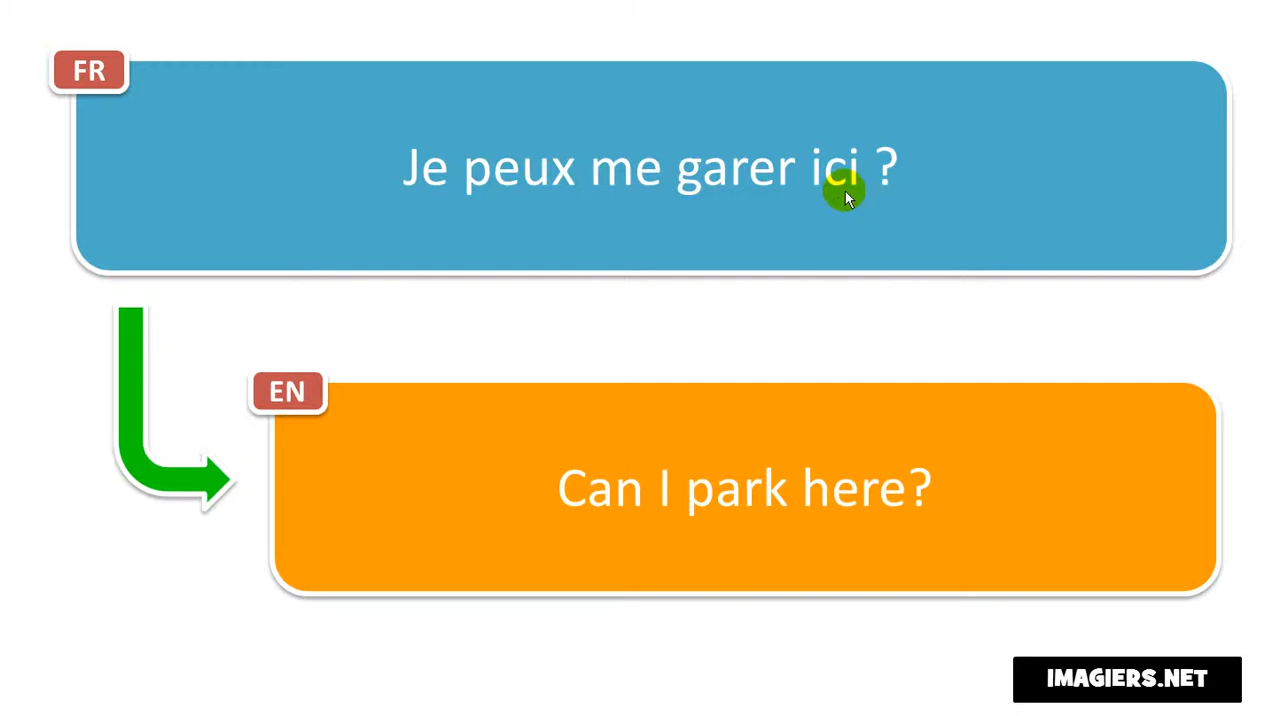 FR
Je peux me garer ici ?
EN
Can I park here?
IMAGIERS.NET